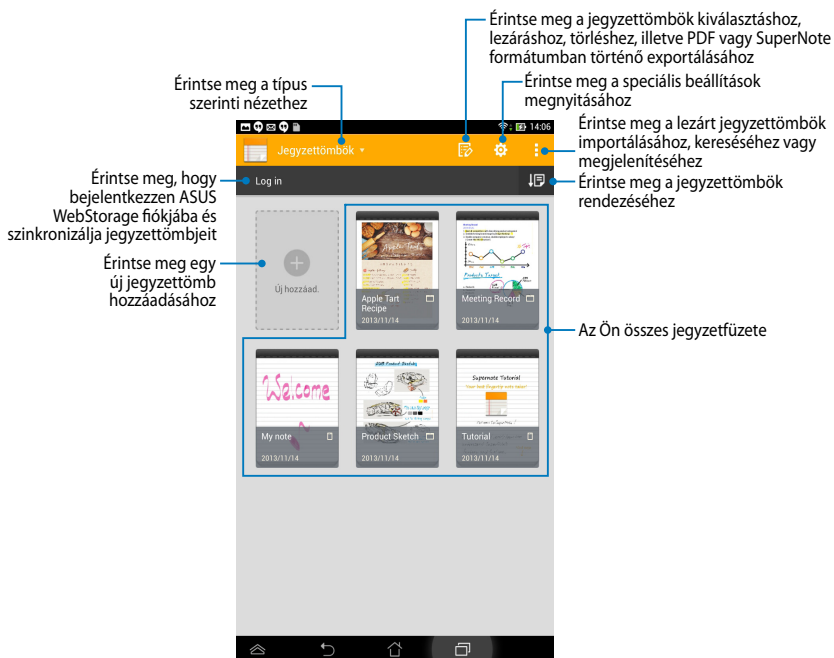 Érintse meg a jegyzettömbök kiválasztáshoz,
lezáráshoz, törléshez, illetve PDF vagy SuperNote
formátumban történő exportálásához
Érintse meg a típus
szerinti nézethez
Érintse meg a speciális beállítások
megnyitásához
14:06
Érintse meg a lezárt jegyzettömbök
importálásához, kereséséhez vagy
megjelenítéséhez
Jegyzettömbök
Érintse meg, hogy
bejelentkezzen ASUS
WebStorage fiókjába és
szinkronizálja jegyzettömbjeit
Log in
Érintse meg a jegyzettömbök
rendezéséhez
Érintse meg egy
új jegyzettömb
hozzáadásához
Új hozzáad.
Apple Tart
Apple Tart
Recipe
2013/11/14
Products Target
Meeting Record
2013/11/14
Az Ön összes jegyzetfüzete
Welcome
My note
2013/11/14
Product Sketch
2013/11/14
Supernote Tutorial
Tutorial
2013/11/14